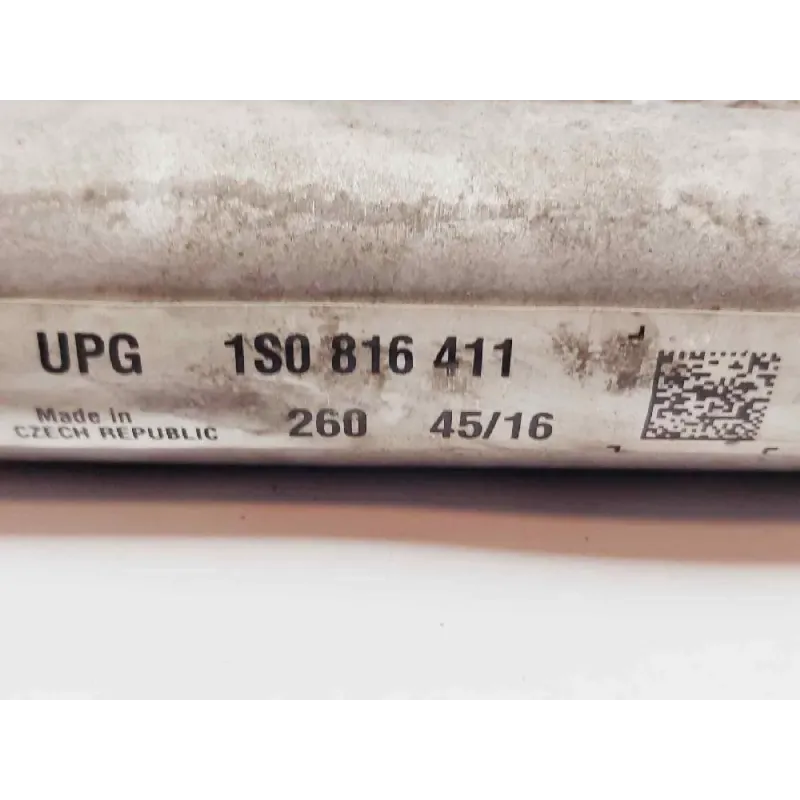 UPG 1S0 816 411
Made in 260 45/16
CZECH REPUBLIC